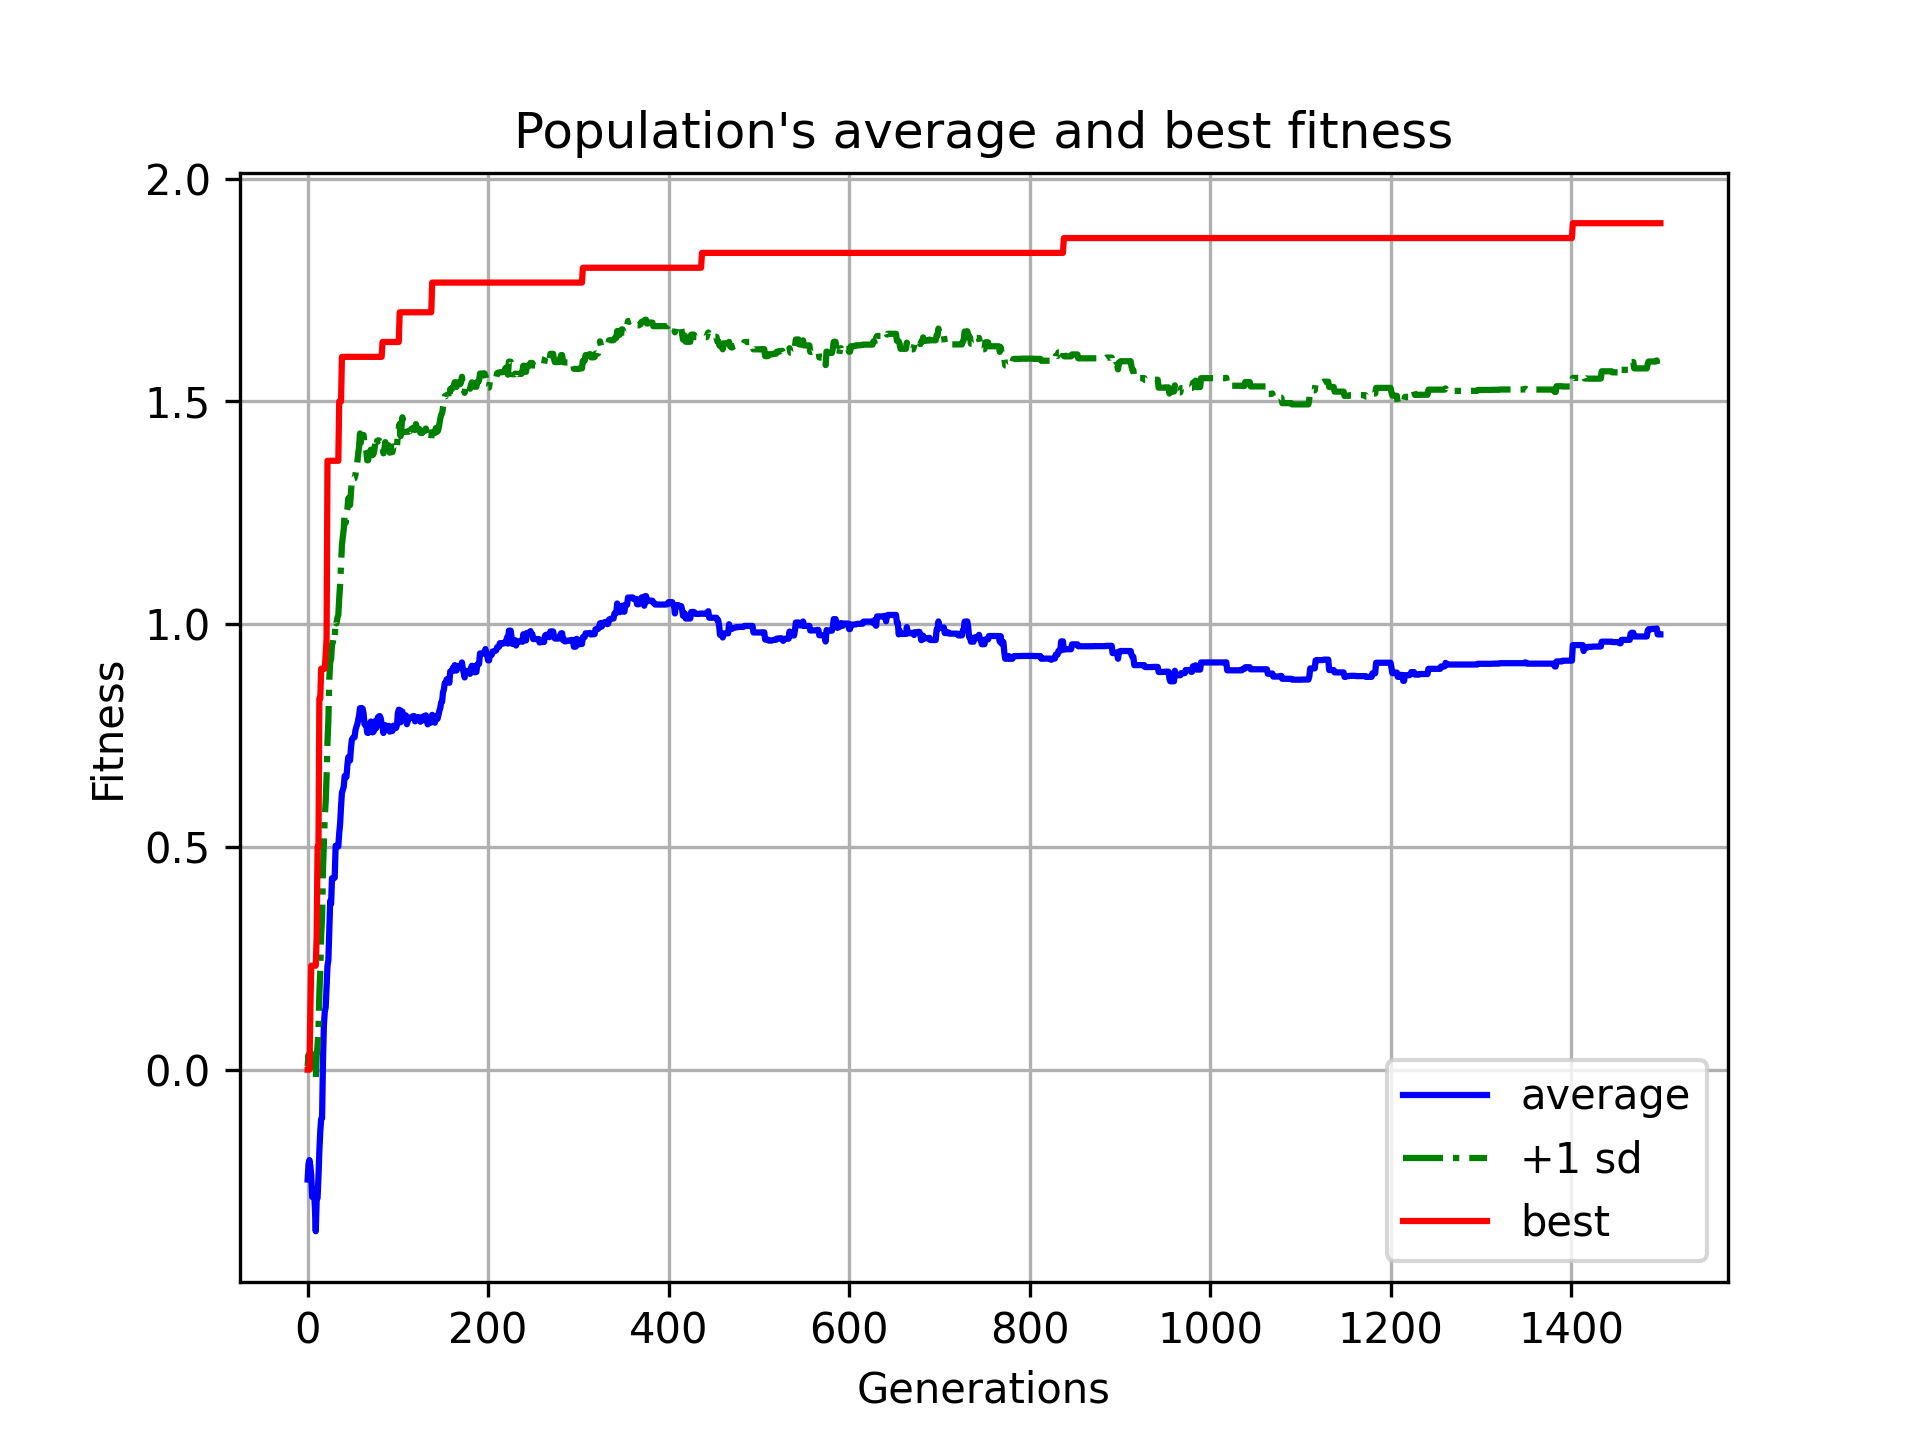 Population's average and best fitness
2.0
1.5
1.0
0.5
0.0
Fitness
0 200 400 600 800 1000 1200 1400
Generations
average
+1 sd
best